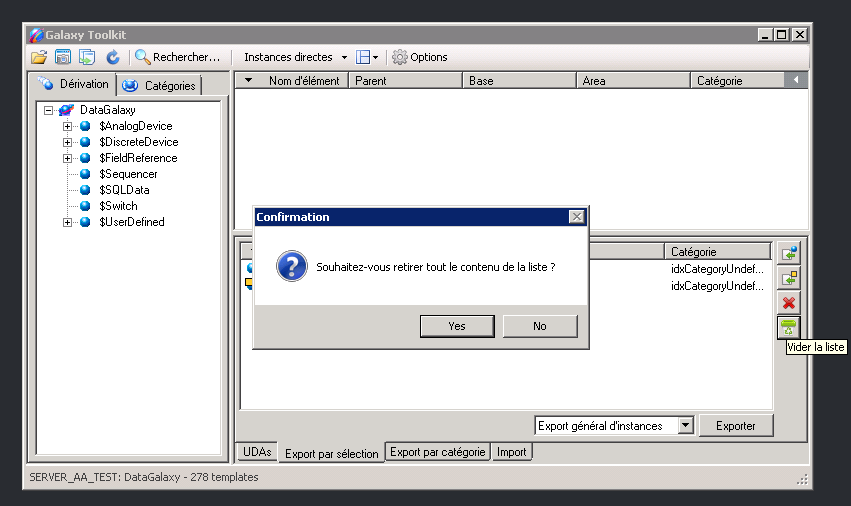 Galaxy Toolkit
Rechercher... Instances directes Options
Dérivation Catégories
Nom d'élément Parent Base Area Catégorie
DataGalaxy
$AnalogDevice
$DiscreteDevice
$FieldReference
$Sequencer
$SQLData
$Switch
$UserDefined
Confirmation
Souhaitez-vous retirer tout le contenu de la liste ?
Yes No
Catégorie
idxCategoryUndef...
idxCategoryUndef...
Vider la liste
Export général d'instances Exporter
UDAs Export par sélection Export par catégorie Import
SERVER_AA_TEST: DataGalaxy - 278 templates